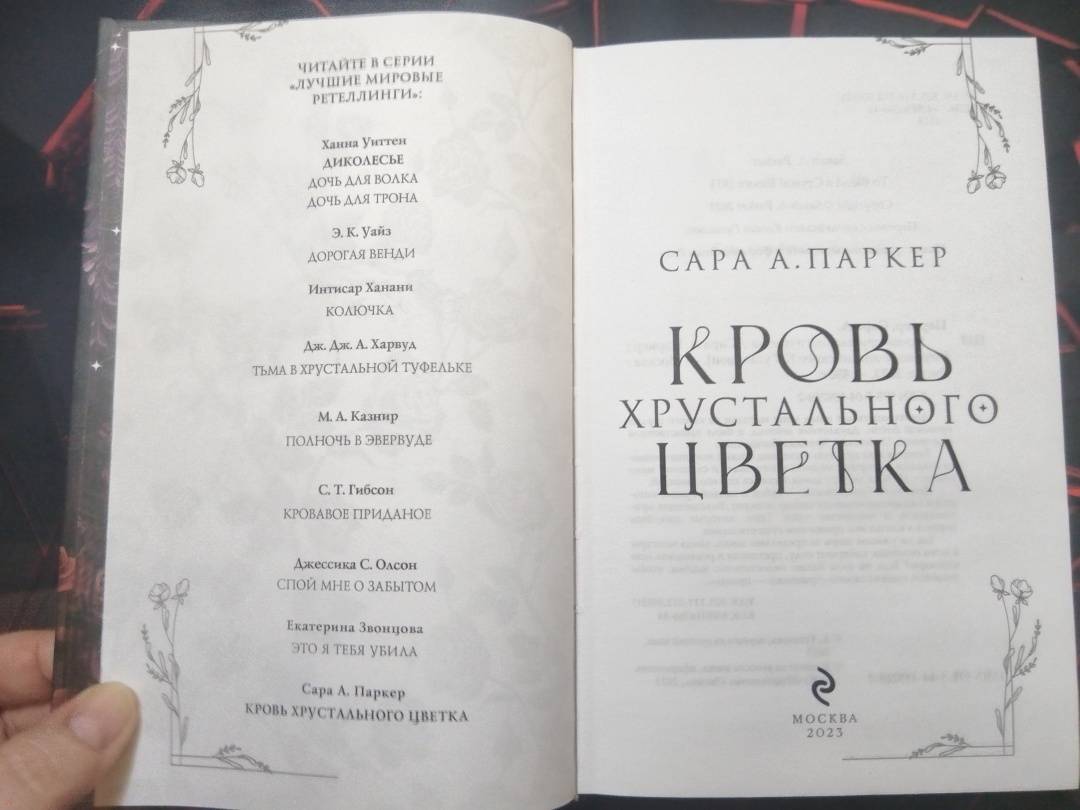 ЧИТАЙТЕ В СЕРИИ
«ЛУЧШИЕ МИРОВЫЕ
РЕТЕЛЛИНГИ»:
Ханна Уиттен
ДИКОЛЕСЬЕ
ДОЧЬ ДЛЯ ВОЛКА
ДОЧЬ ДЛЯ ТРОНА
Э. К. Уайз
ДОРОГАЯ ВЕНДИ
Интисар Ханани
КОЛЮЧКА
Дж. Дж. А. Харвуд
ТЬМА В ХРУСТАЛЬНОЙ ТУФЕЛЬКЕ
М. А. Казнир
ПОЛНОЧЬ В ЭВЕРВУДЕ
С. Т. Гибсон
КРОВАВОЕ ПРИДАНОЕ
Джессика С. Олсон
СПОЙ МНЕ О ЗАБЫТОМ
Екатерина Звонцова
ЭТО Я ТЕБЯ УБИЛА
Сара А. Паркер
КРОВЬ ХРУСТАЛЬНОГО ЦВЕТКА
САРА А. ПАРКЕР
КРОВЬ
ХРУСТАЛЬНОГО
ЦВЕТКА
МОСКВА
2023